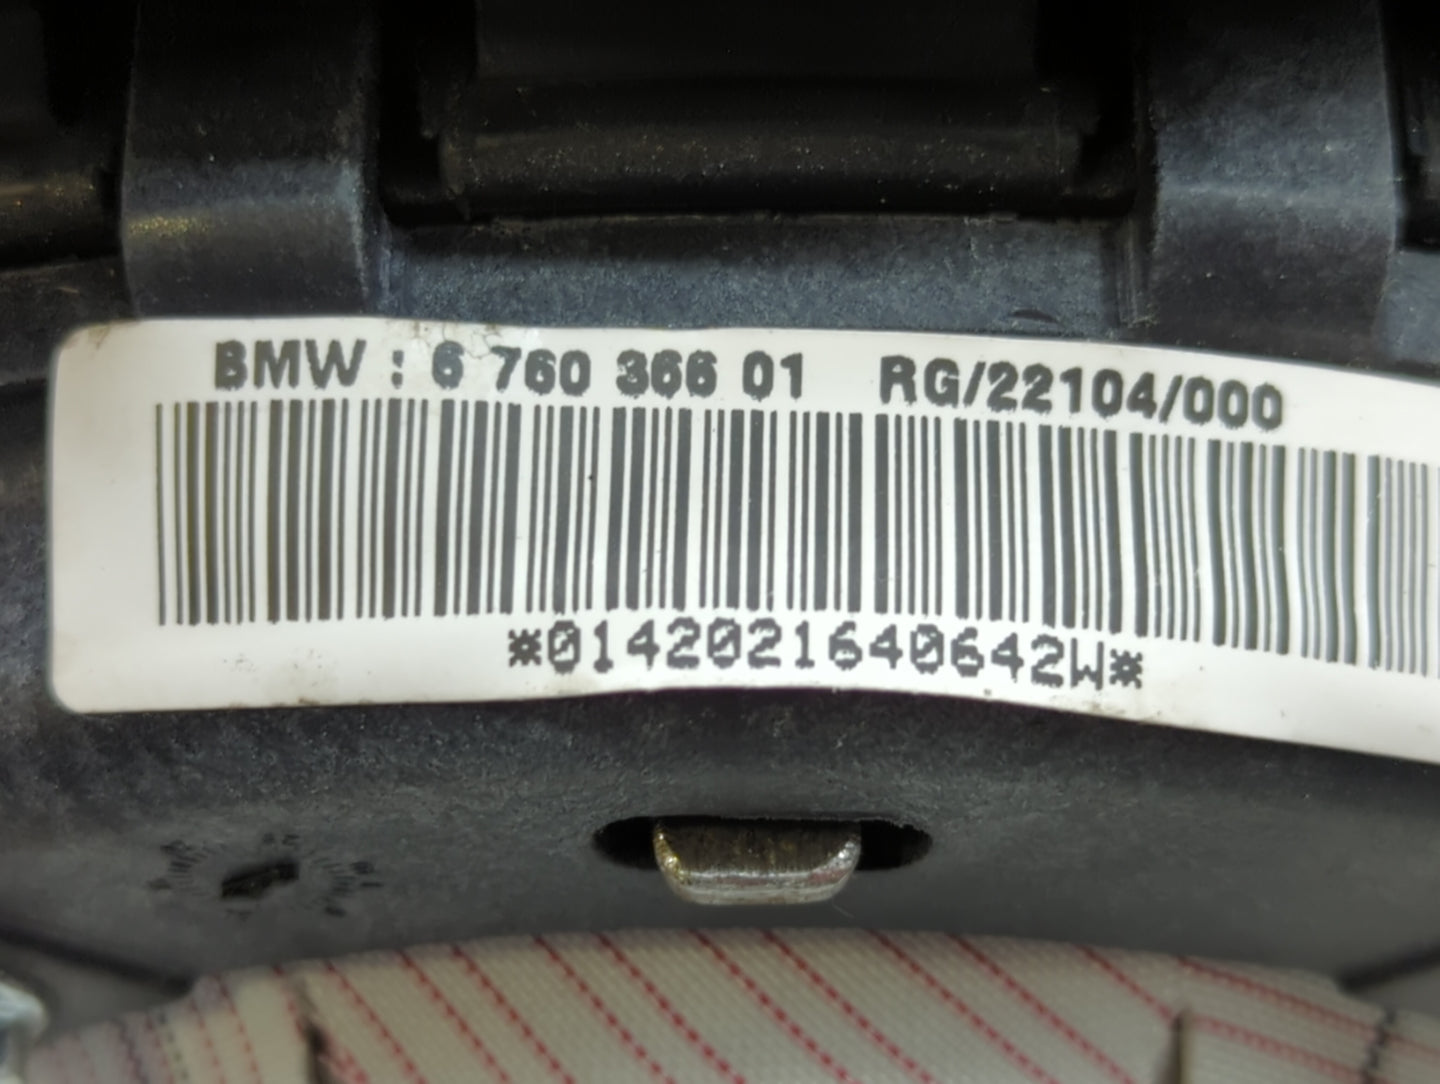 BMW : 6 760 366 01 RG/22104/000
*0142021640642W*